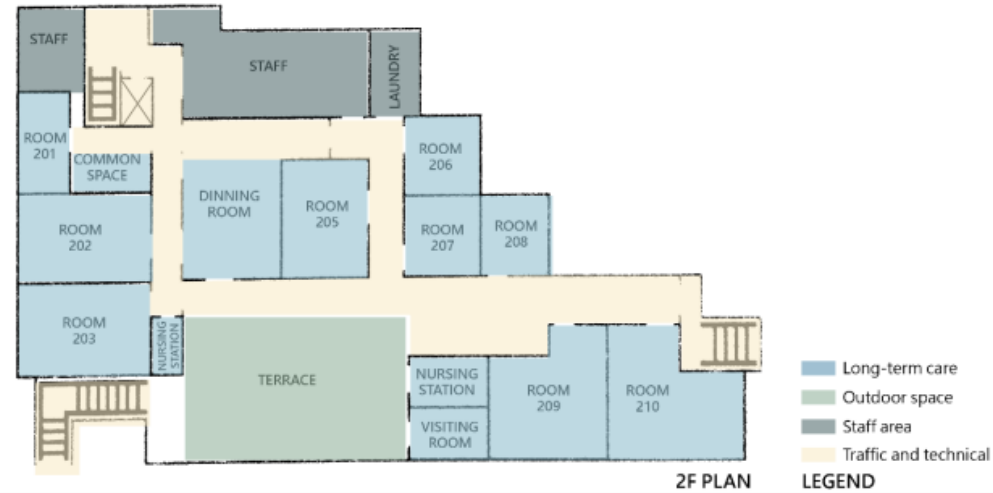 STAFF
STAFF
LAUNDRY
ROOM
201
COMMON
SPACE
ROOM
206
DINNING
ROOM
ROOM
205
ROOM
202
ROOM
207
ROOM
208
ROOM
203
NURSING
STATION
TERRACE
NURSING
STATION
ROOM
209
ROOM
210
VISITING
ROOM
Long-term care
Outdoor space
Staff area
Traffic and technical
2F PLAN
LEGEND